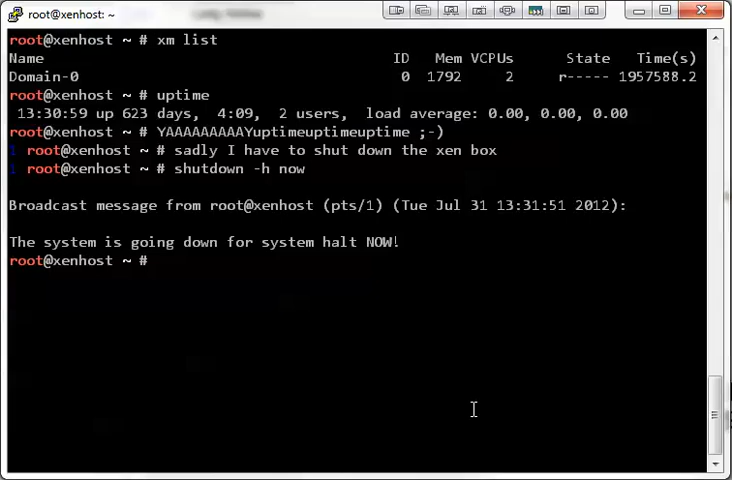 root@xenhost: ~
root@xenhost ~ # xm list
Name ID Mem VCPUs State Time(s)
Domain-0 0 1792 2 r----- 1957588.2
root@xenhost ~ # uptime
13:30:59 up 623 days, 4:09, 2 users, load average: 0.00, 0.00, 0.00
root@xenhost ~ # YAAAAAAAAAYuptimeuptimeuptime ;-)
1 root@xenhost ~ # sadly I have to shut down the xen box
1 root@xenhost ~ # shutdown -h now
Broadcast message from root@xenhost (pts/1) (Tue Jul 31 13:31:51 2012):
The system is going down for system halt NOW!
root@xenhost ~ #